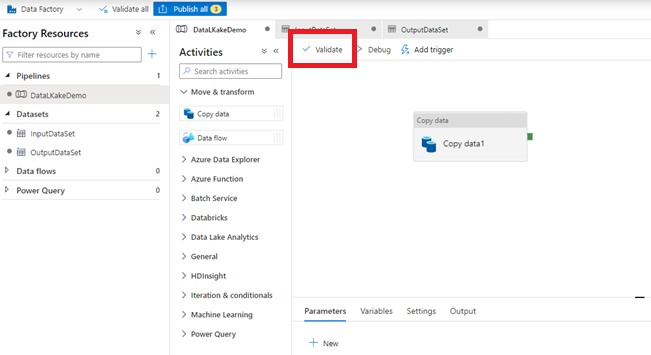 Data Factory
Validate all
Publish all 3
Factory Resources
Filter resources by name
Pipelines 1
DataLKakeDemo
Datasets 2
InputDataSet
OutputDataSet
Data flows 0
Power Query 0
DataLKakeDemo
InputDataSet
OutputDataSet
Activities
Search activities
Move & transform
Copy data
Data flow
Azure Data Explorer
Azure Function
Batch Service
Databricks
Data Lake Analytics
General
HDInsight
Iteration & conditionals
Machine Learning
Power Query
Validate
Debug
Add trigger
Copy data
Copy data1
Parameters Variables Settings Output
New